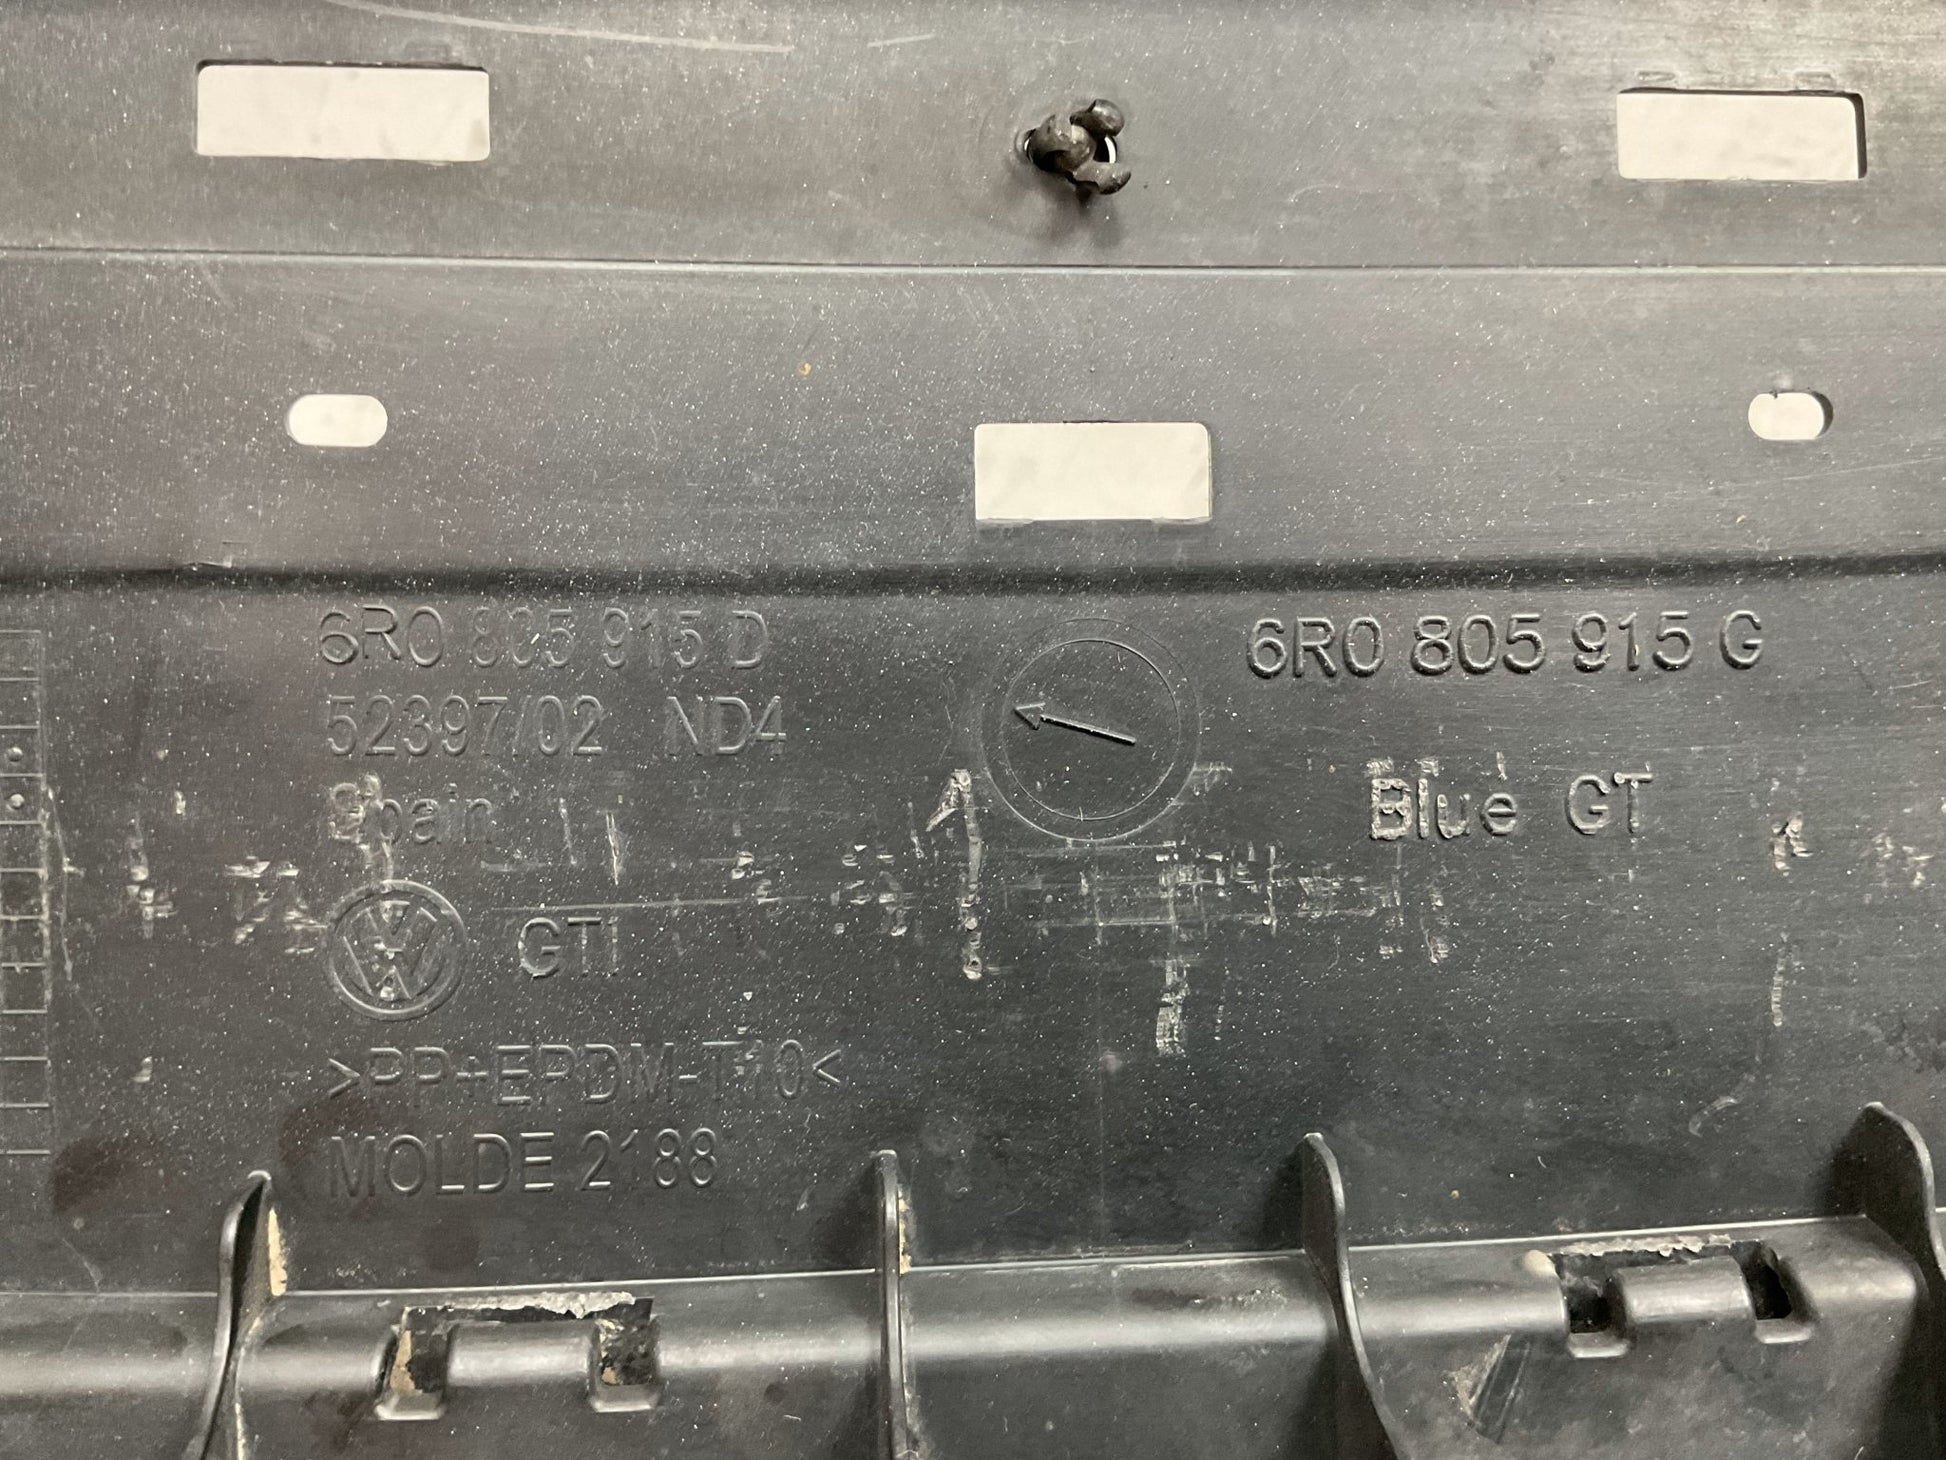 6R0 805 915 D
52397/02 ND4
Spain
GTI
>PP+EPDM-T10<
MOLDE 2188
6R0 805 915 G
Blue GT